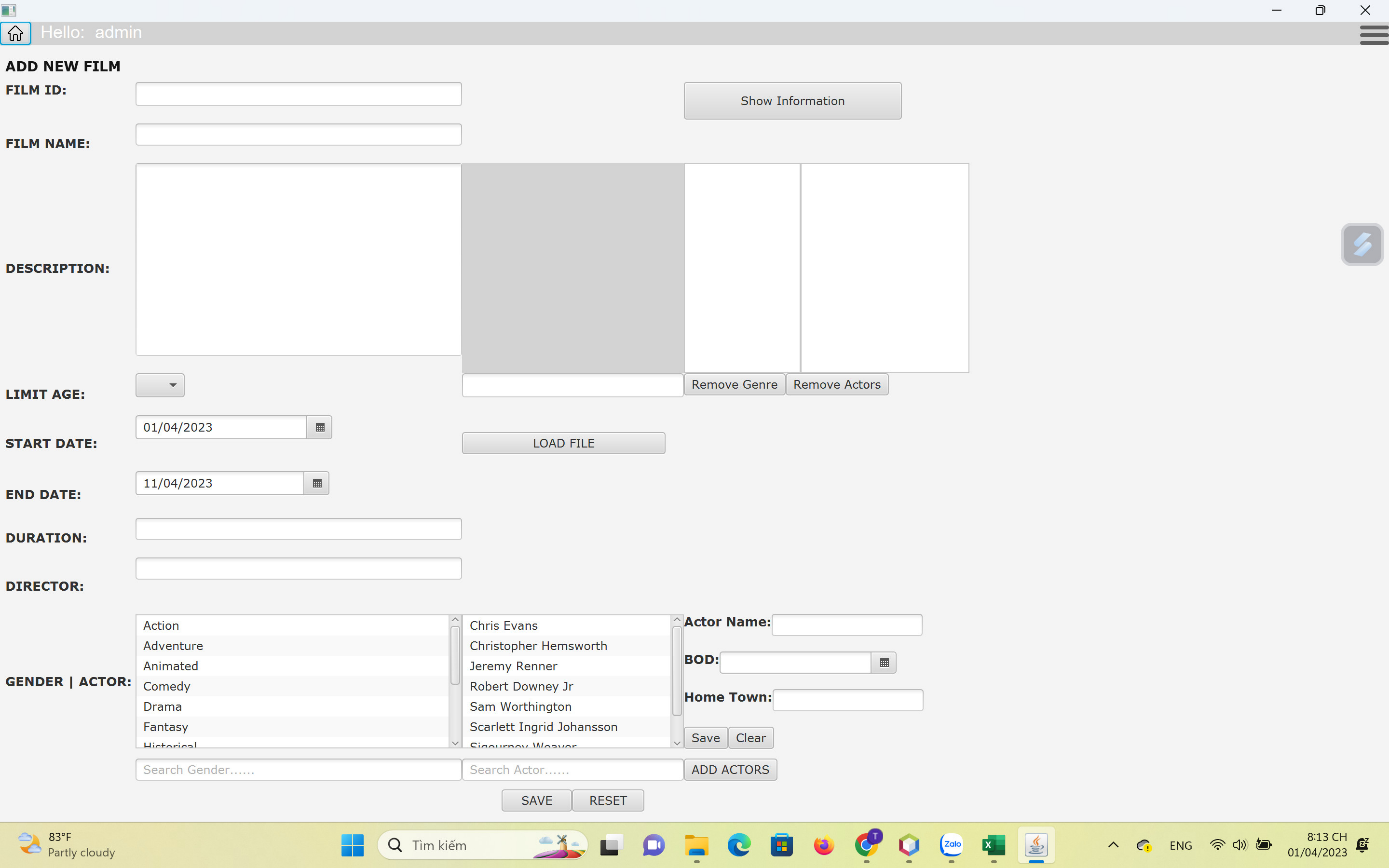 Hello: admin
ADD NEW FILM
FILM ID:
Show Information
FILM NAME:
DESCRIPTION:
LIMIT AGE:
Remove Genre
Remove Actors
START DATE:
01/04/2023
LOAD FILE
END DATE:
11/04/2023
DURATION:
DIRECTOR:
GENDER | ACTOR:
Action
Adventure
Animated
Comedy
Drama
Fantasy
Historical
Chris Evans
Christopher Hemsworth
Jeremy Renner
Robert Downey Jr
Sam Worthington
Scarlett Ingrid Johansson
Sigourney Weaver
Actor Name:
BOD:
Home Town:
Save
Clear
Search Gender......
Search Actor......
ADD ACTORS
SAVE
RESET
83°F
Partly cloudy
Tìm kiếm
T
Zalo
X
ENG
8:13 CH
01/04/2023